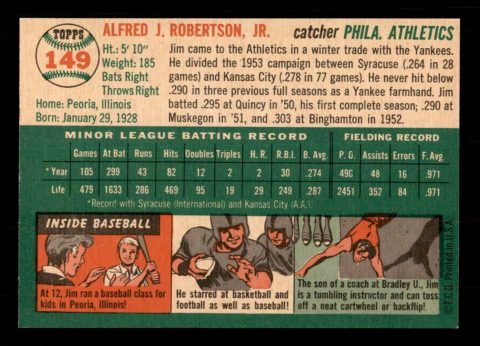 TOPPS
149
ALFRED J. ROBERTSON, JR. catcher PHILA. ATHLETICS
Ht.: 5' 10"
Weight: 185
Bats Right
Throws Right
Home: Peoria, Illinois
Born: January 29, 1928
Jim came to the Athletics in a winter trade with the Yankees.
He divided the 1953 campaign between Syracuse (.264 in 28
games) and Kansas City (.278 in 77 games). He never hit below
.290 in three previous full seasons as a Yankee farmhand. Jim
batted .295 at Quincy in '50, his first complete season; .290 at
Muskegon in '51, and .303 at Binghamton in 1952.
MINOR LEAGUE BATTING RECORD FIELDING RECORD
Games At Bat Runs Hits Doubles Triples H. R. R.B.I. B. Avg. P. O. Assists Errors F. Avg.
* Year 105 299 43 82 12 3 9 50 .274 490 32 16 .971
Life 479 1633 286 469 95 19 29 249 .287 2451 352 84 .971
*Record with Syracuse (International) and Kansas City (A.A.)
INSIDE BASEBALL
At 12, Jim ran a baseball class for
kids in Peoria, Illinois!
He starred at basketball and
football as well as baseball!
The son of a coach at Bradley U., Jim
is a tumbling instructor and can toss
off a neat cartwheel or backflip!
©T.C.G. Printed in U.S.A.